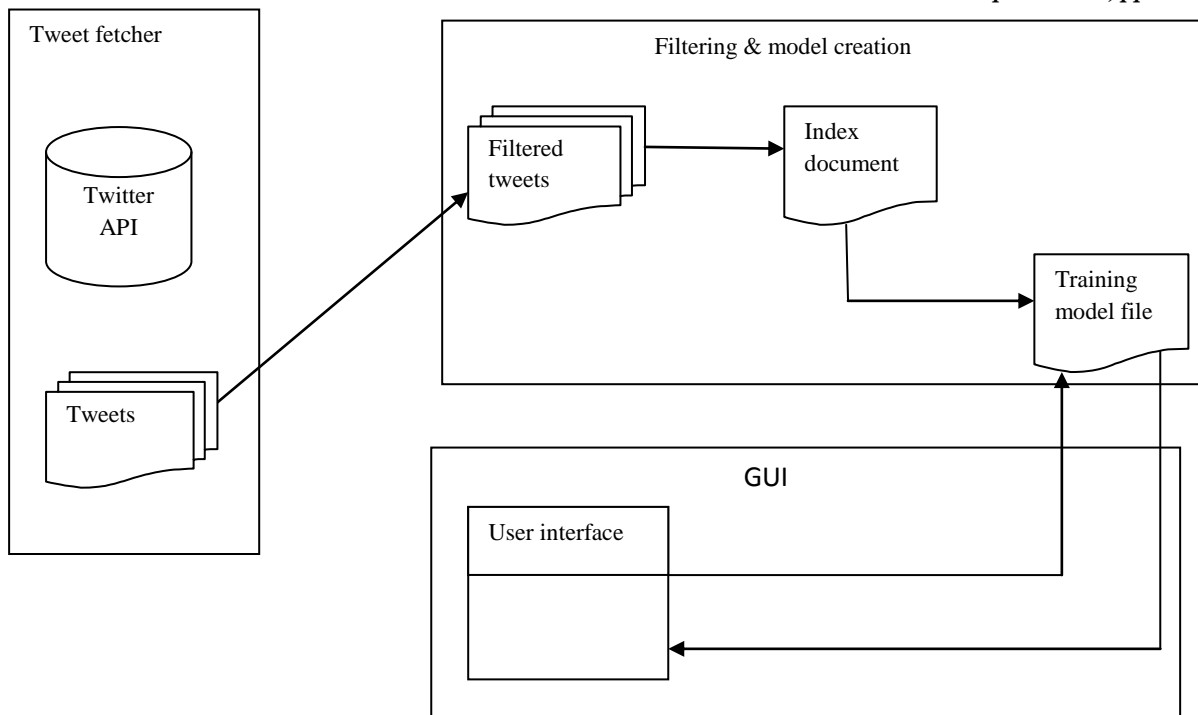 Tweet fetcher
Twitter
API
Tweets
Filtering & model creation
Filtered
tweets
Index
document
Training
model file
GUI
User interface